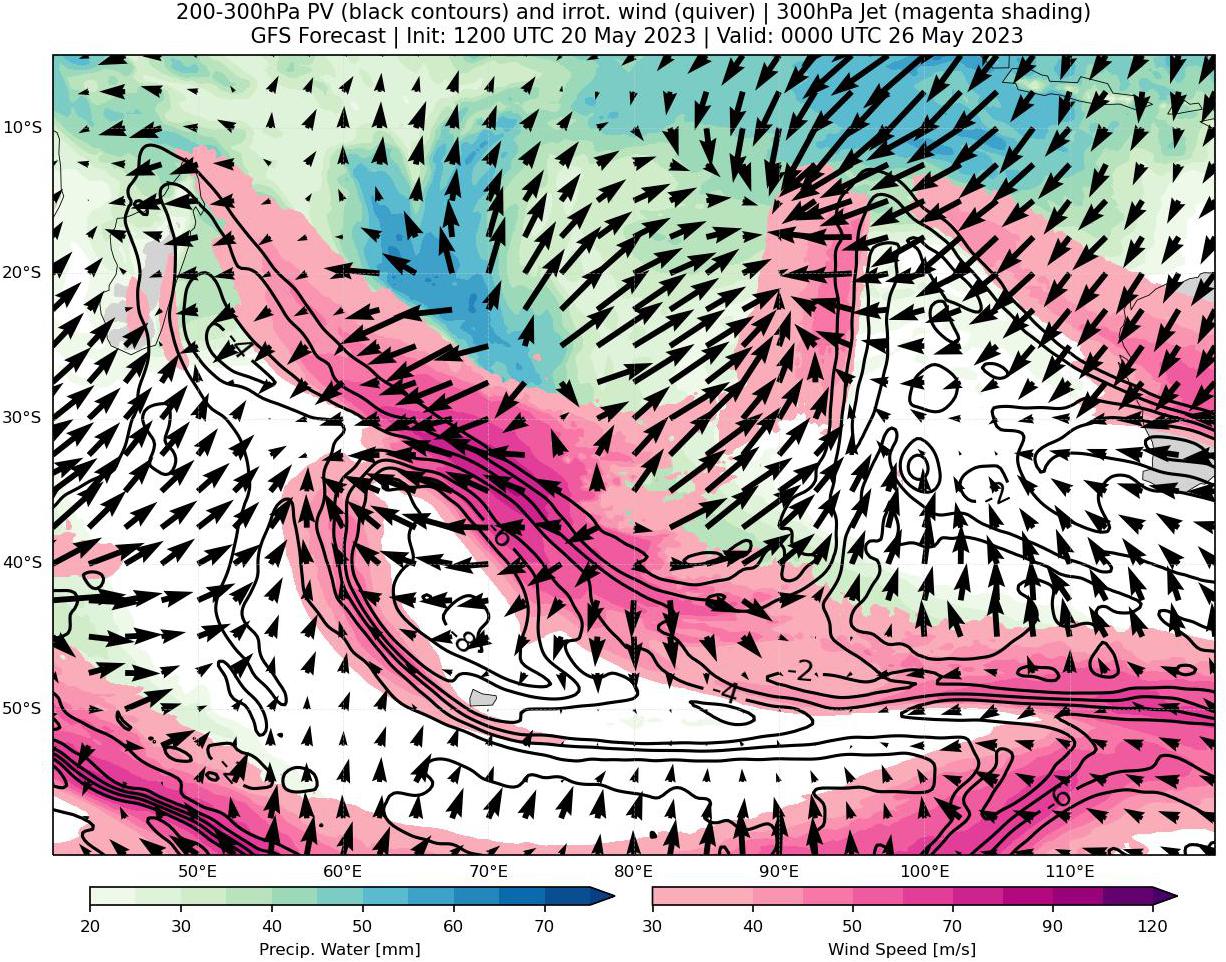 200-300hPa PV (black contours) and irrot. wind (quiver) | 300hPa Jet (magenta shading)
GFS Forecast | Init: 1200 UTC 20 May 2023 | Valid: 0000 UTC 26 May 2023
10°S
20°S
30°S
40°S
50°S
-2
-2
-4
-6
50°E 60°E 70°E 80°E 90°E 100°E 110°E
20 30 40 50 60 70
30 40 50 70 90 120
Precip. Water [mm]
Wind Speed [m/s]